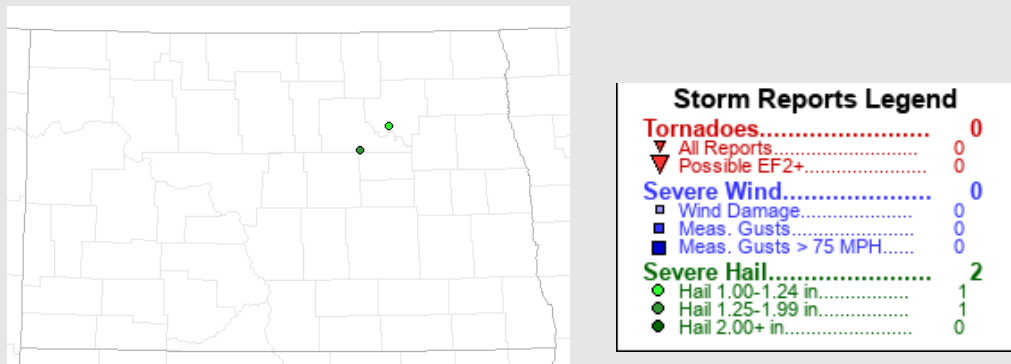 Storm Reports Legend
Tornadoes........................ 0
All Reports........................... 0
Possible EF2+....................... 0
Severe Wind..................... 0
Wind Damage.................... 0
Meas. Gusts...................... 0
Meas. Gusts > 75 MPH...... 0
Severe Hail........................ 2
Hail 1.00-1.24 in................. 1
Hail 1.25-1.99 in................. 1
Hail 2.00+ in....................... 0